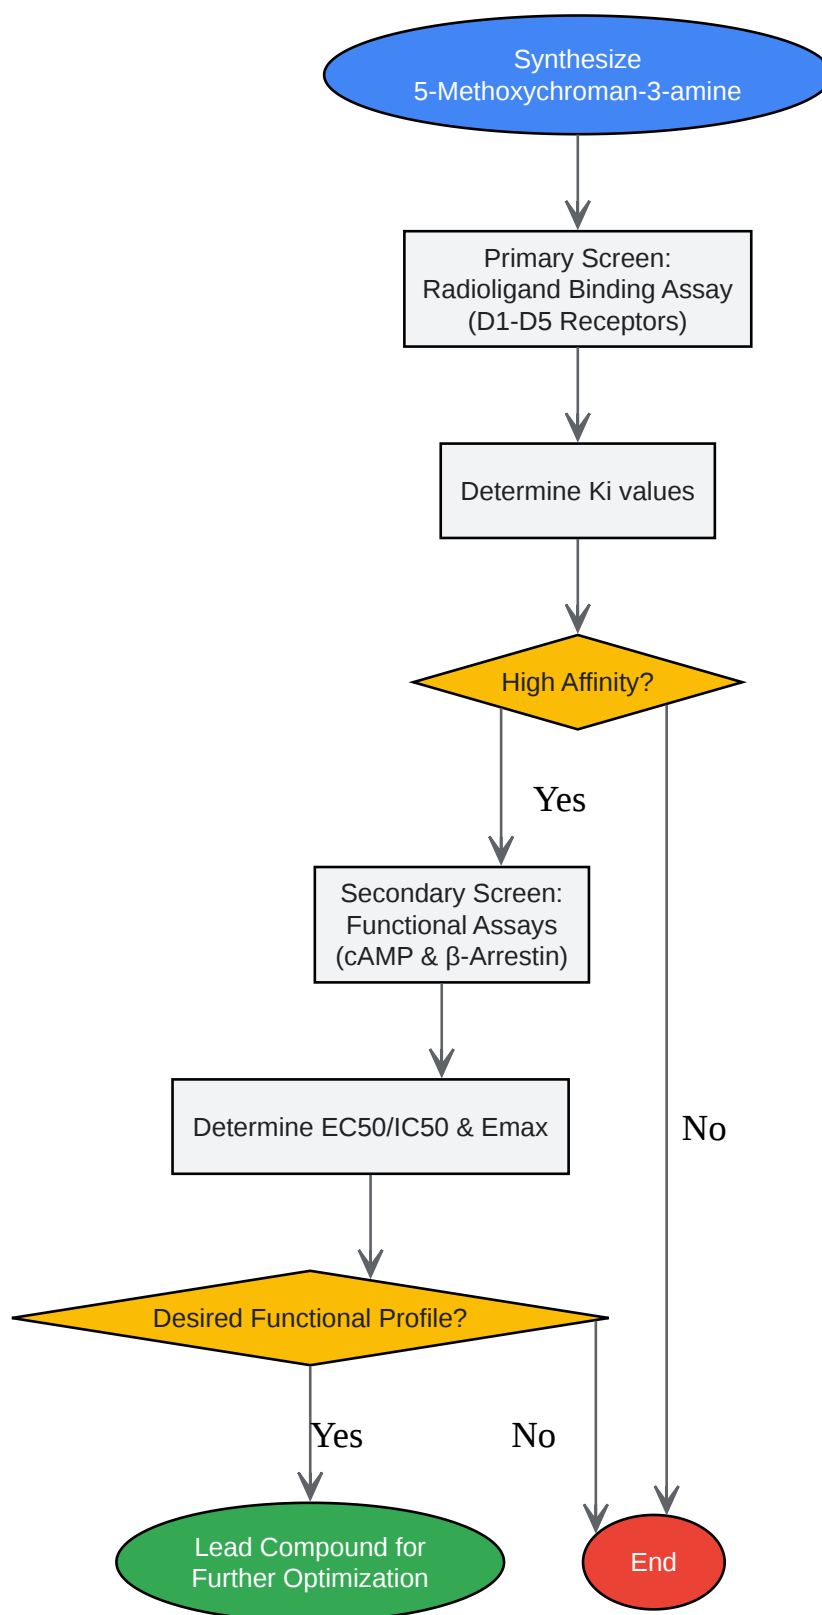 Synthesize
5-Methoxychroman-3-amine
Primary Screen:
Radioligand Binding Assay
(D1-D5 Receptors)
Determine Ki values
High Affinity?
Yes
Secondary Screen:
Functional Assays
(cAMP & β-Arrestin)
Determine EC50/IC50 & Emax
No
Desired Functional Profile?
Yes
No
Lead Compound for
Further Optimization
End